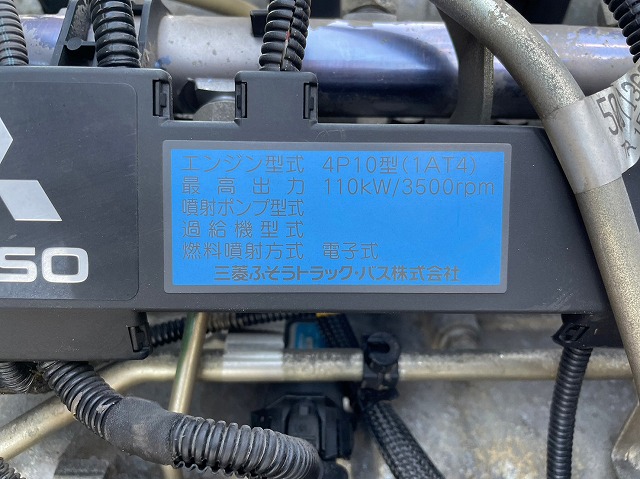 エンジン型式 4P10型(1AT4)
最高出力 110kW/3500rpm
噴射ポンプ型式
過給機型式
燃料噴射方式 電子式
三菱ふそうトラック・バス株式会社
SO